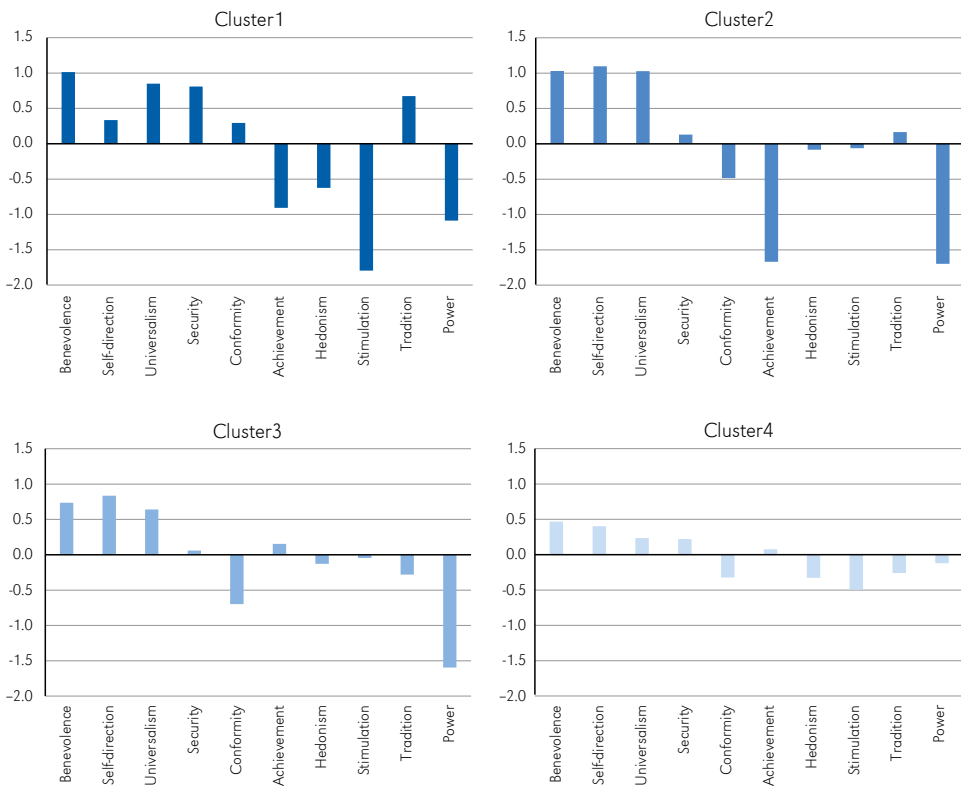 Cluster1
1.5
1.0
0.5
0.0
-0.5
-1.0
-1.5
–2.0
Benevolence
Self-direction
Universalism
Security
Conformity
Achievement
Hedonism
Stimulation
Tradition
Power
Cluster2
1.5
1.0
0.5
0.0
-0.5
-1.0
-1.5
–2.0
Benevolence
Self-direction
Universalism
Security
Conformity
Achievement
Hedonism
Stimulation
Tradition
Power
Cluster3
1.5
1.0
0.5
0.0
-0.5
-1.0
-1.5
–2.0
Benevolence
Self-direction
Universalism
Security
Conformity
Achievement
Hedonism
Stimulation
Tradition
Power
Cluster4
1.5
1.0
0.5
0.0
-0.5
-1.0
-1.5
–2.0
Benevolence
Self-direction
Universalism
Security
Conformity
Achievement
Hedonism
Stimulation
Tradition
Power